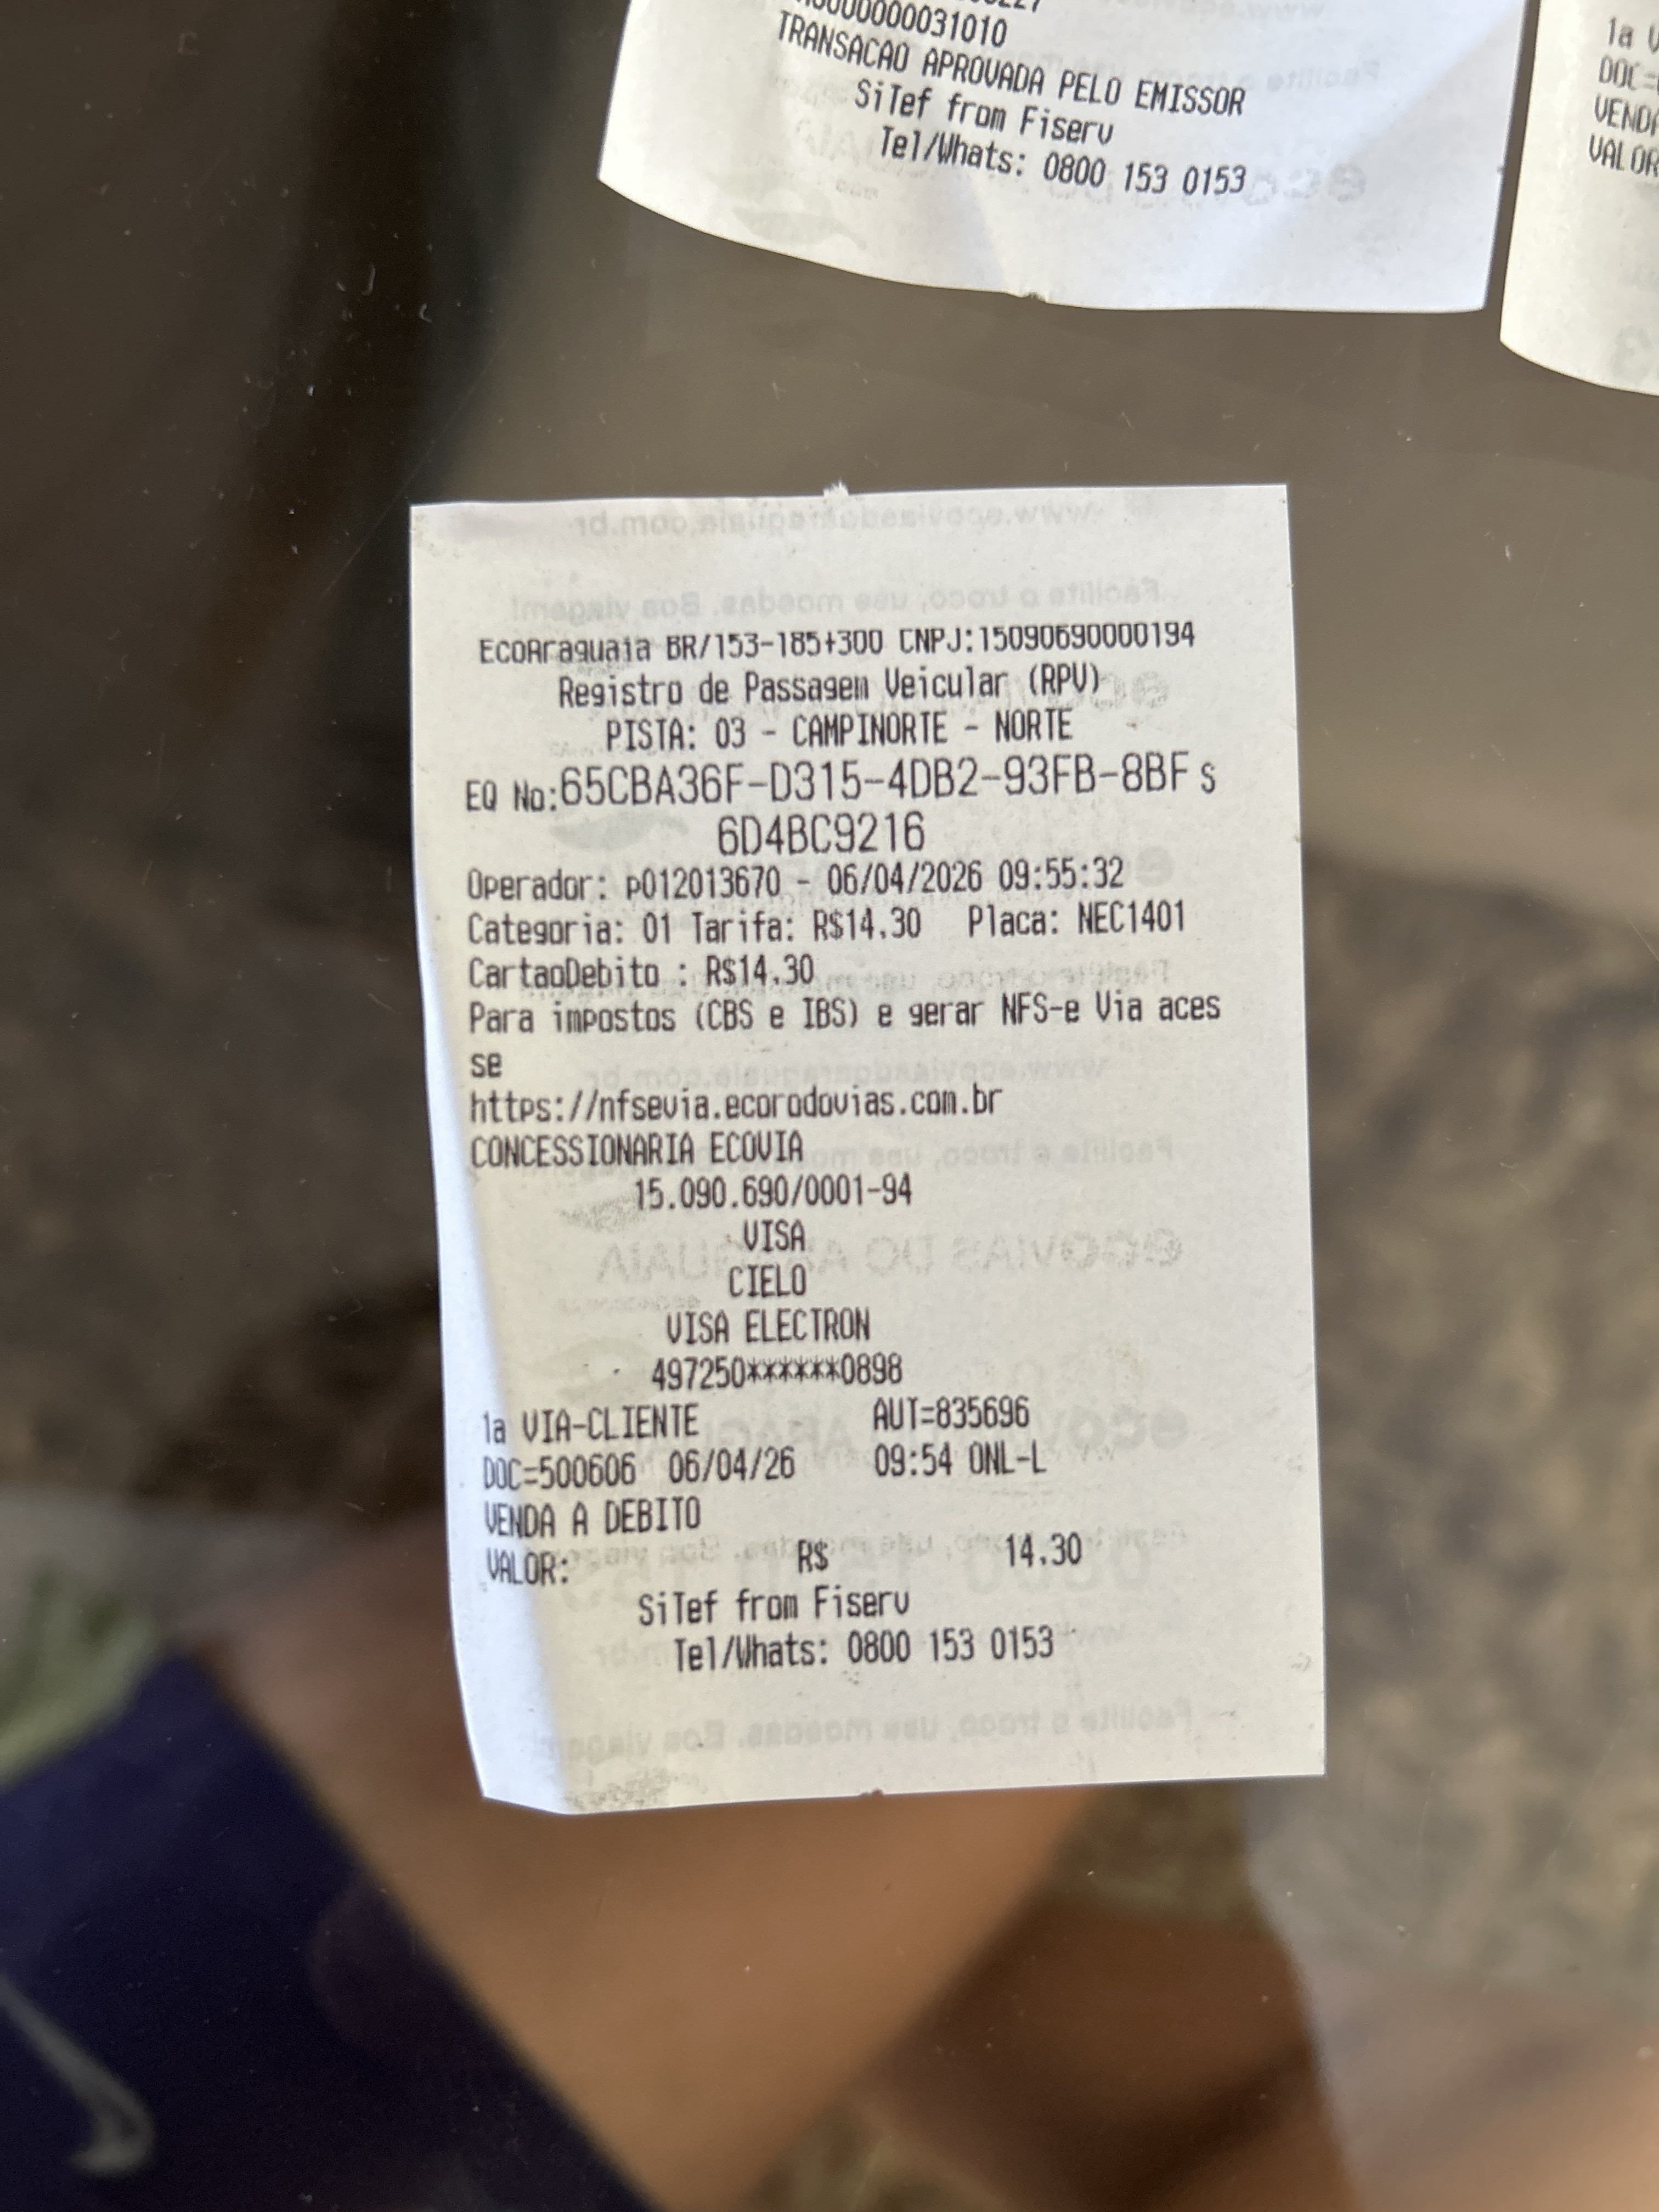 TRANSACAO APROVADA PELO EMISSOR
SiTef from Fiserv
Tel/Whats: 0800 153 0153
1a
DOC=
VALOR
EcoAraguaia BR/153-185+300 CNPJ:15090690000194
Registro de Passagem Veicular (RPV)
PISTA: 03 - CAMPINORTE - NORTE
EQ No:65CBA36F-D315-4DB2-93FB-8BF s
6D4BC9216
Operador: p012013670 - 06/04/2026 09:55:32
Categoria: 01 Tarifa: R$14.30 Placa: NEC1401
CartaoDebito : R$14.30
Para impostos (CBS e IBS) e gerar NFS-e Via aces
se
https://nfsevia.ecorodovias.com.br
CONCESSIONARIA ECOVIA
15.090.690/0001-94
VISA
CIELO
VISA ELECTRON
497250******0898
1a VIA-CLIENTE AUT=835696
DOC=500606 06/04/26 09:54 ONL-L
VENDA A DEBITO
VALOR: R$ 14.30
SiTef from Fiserv
Tel/Whats: 0800 153 0153